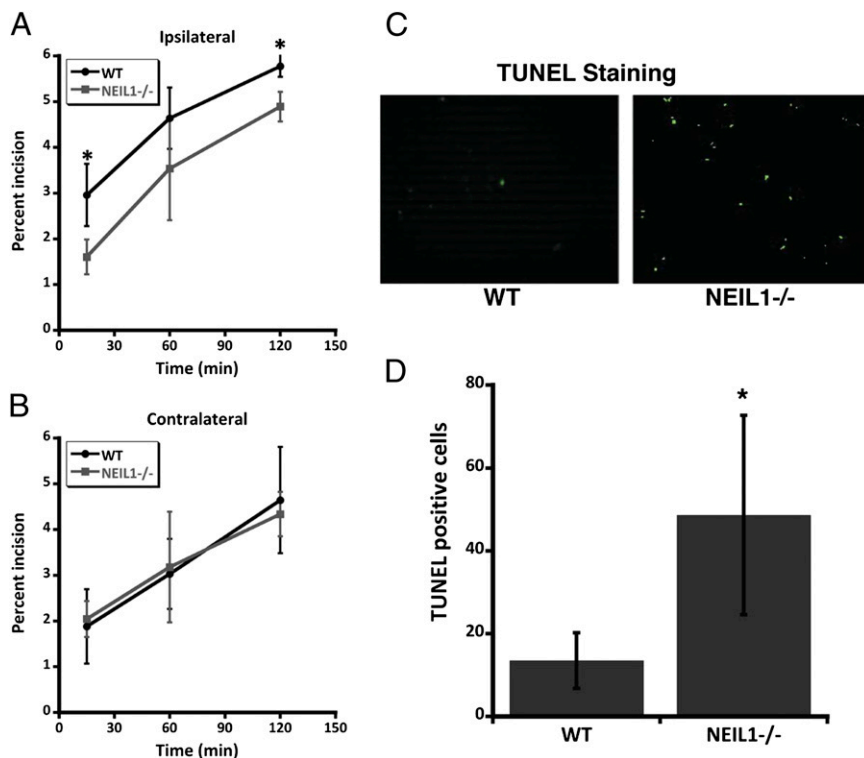 A
Ipsilateral
*
*
WT
NEIL1-/-
6
5
4
3
2
1
0
Percent incision
0 30 60 90 120 150
Time (min)
B
Contralateral
WT
NEIL1-/-
6
5
4
3
2
1
0
Percent incision
0 30 60 90 120 150
Time (min)
C
TUNEL Staining
WT NEIL1-/-
D
80
60
40
20
0
TUNEL positive cells
*
WT NEIL1-/-